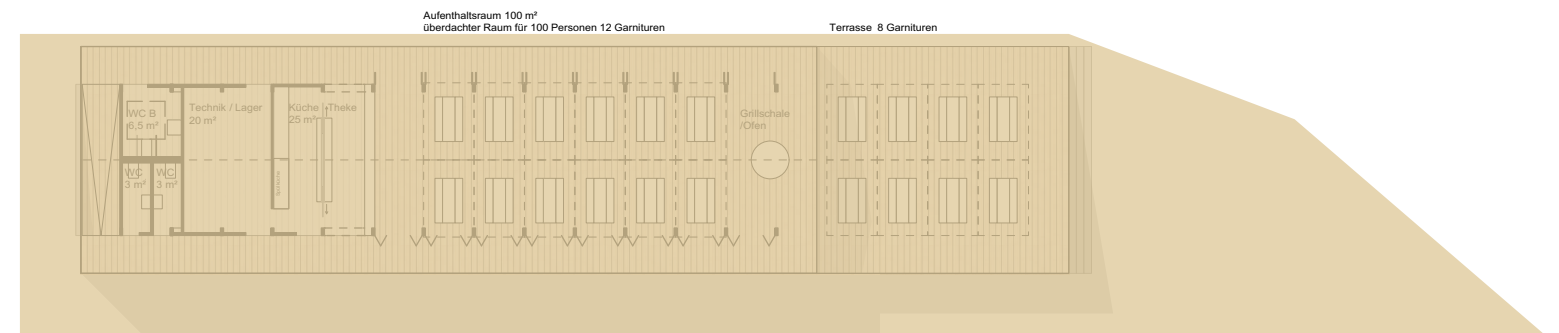 Aufenthaltsraum 100 m²
überdachter Raum für 100 Personen 12 Garnituren
Terrasse 8 Garnituren
WC B
6,5 m²
Technik / Lager
20 m²
Küche
25 m²
Theke
Grillschale
/Ofen
WC
3 m²
WC
3 m²